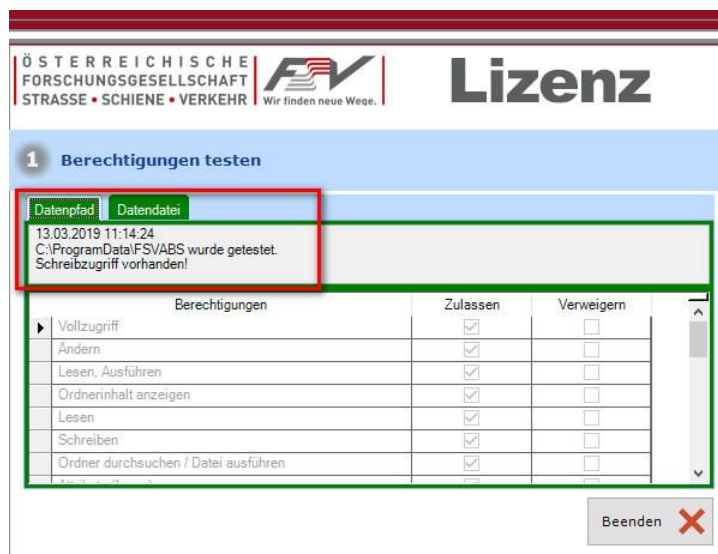 ÖSTERREICHISCHE
FORSCHUNGSGESELLSCHAFT
STRASSE • SCHIENE • VERKEHR
FSV
Wir finden neue Wege.
Lizenz
1 Berechtigungen testen
Datenpfad Datendatei
13.03.2019 11:14:24
C:\ProgramData\FSVABS wurde getestet.
Schreibzugriff vorhanden!
Berechtigungen Zulassen Verweigern
Vollzugriff
Ändern
Lesen, Ausführen
Ordnerinhalt anzeigen
Lesen
Schreiben
Ordner durchsuchen / Datei ausführen
Beenden